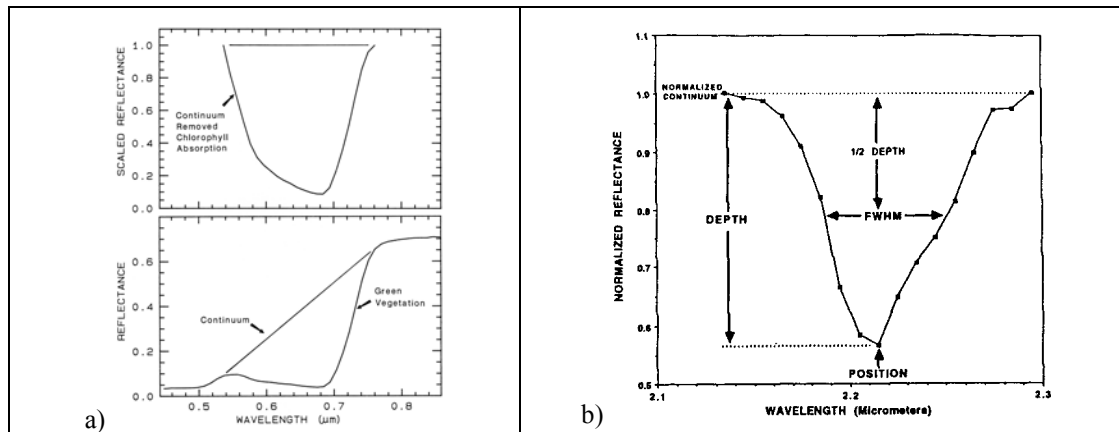 SCALED REFLECTANCE
1.0
0.8
0.6
0.4
0.2
0.0
Continuum
Removed
Chlorophyll
Absorption
REFLECTANCE
0.6
0.4
0.2
0.0
Continuum
Green
Vegetation
0.5 0.6 0.7 0.8
WAVELENGTH (µm)
a)
NORMALIZED REFLECTANCE
1.1
1.0
0.9
0.8
0.7
0.6
0.5
NORMALIZED
CONTINUUM
1/2 DEPTH
DEPTH
FWHM
POSITION
2.1 2.2 2.3
WAVELENGTH (Micrometers)
b)